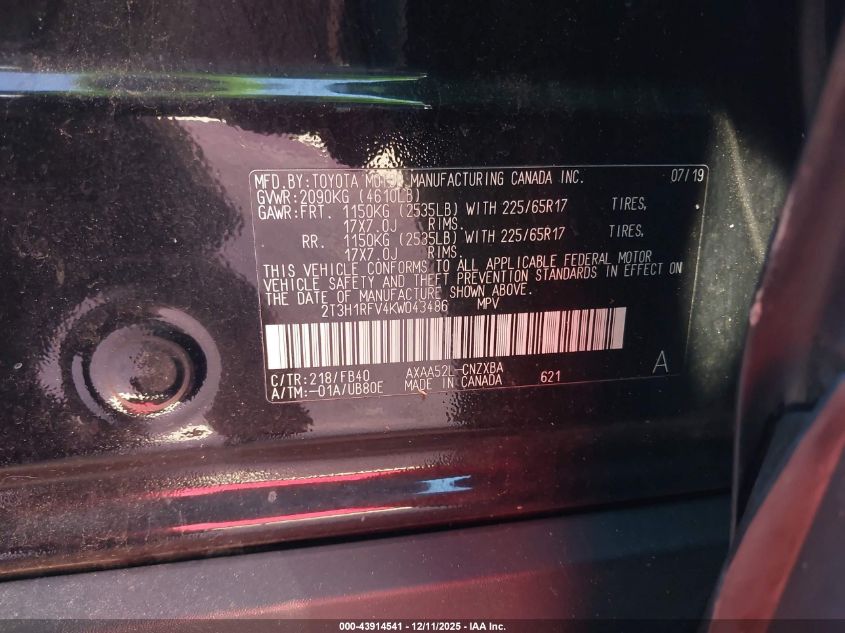 MFD.BY:TOYOTA MOTOR MANUFACTURING CANADA INC. 07/19
GVWR:2090KG (4610LB)
GAWR:FRT. 1150KG (2535LB) WITH 225/65R17 TIRES,
17X7.0J RIMS.
RR. 1150KG (2535LB) WITH 225/65R17 TIRES,
17X7.0J RIMS.
THIS VEHICLE CONFORMS TO ALL APPLICABLE FEDERAL MOTOR
VEHICLE SAFETY AND THEFT PREVENTION STANDARDS IN EFFECT ON
THE DATE OF MANUFACTURE SHOWN ABOVE.
2T3H1RFV4KW043486 MPV
C/TR:218/FB40 AXAA52L-CNZXBA A
A/TM:-01A/UB80E MADE IN CANADA 621
000-43914541 - 12/11/2025 - IAA Inc.